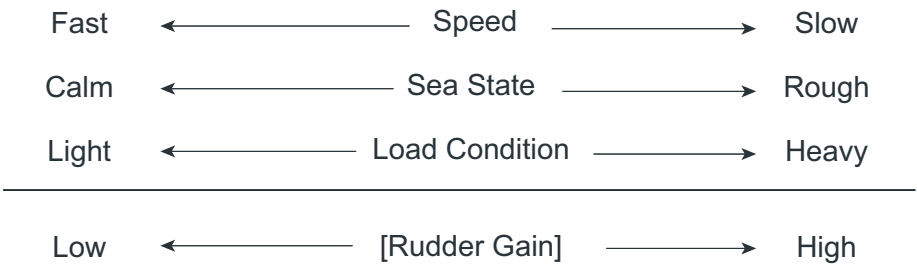 Fast Speed Slow
Calm Sea State Rough
Light Load Condition Heavy
Low [Rudder Gain] High